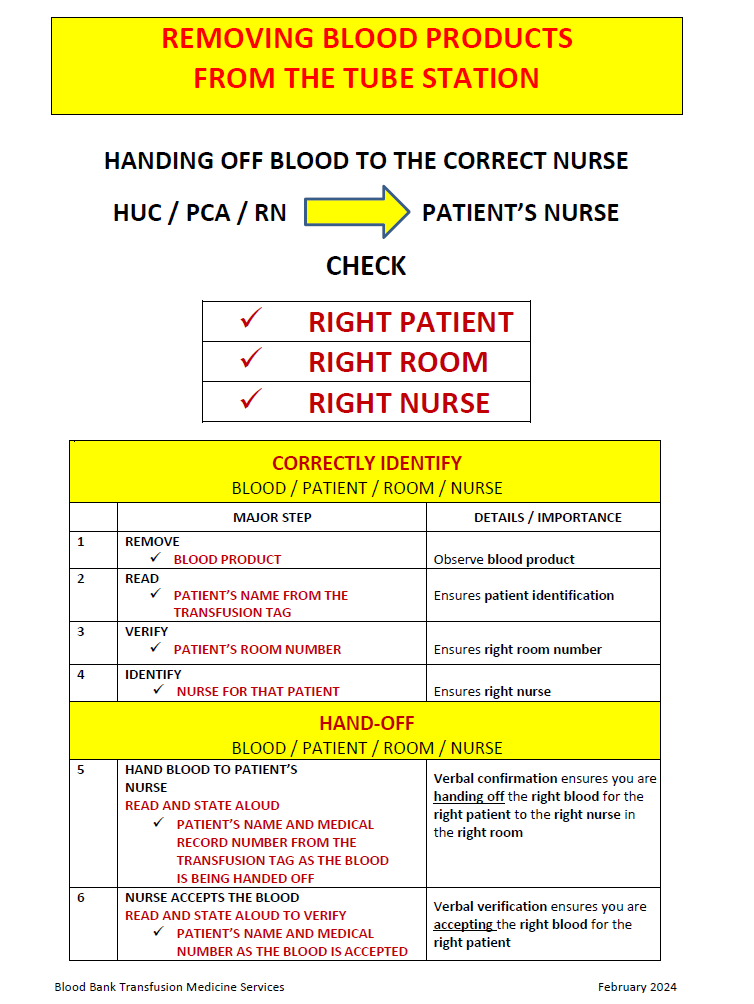 REMOVING BLOOD PRODUCTS
FROM THE TUBE STATION
HANDING OFF BLOOD TO THE CORRECT NURSE
HUC / PCA / RN PATIENT'S NURSE
CHECK
✓ RIGHT PATIENT
✓ RIGHT ROOM
✓ RIGHT NURSE
CORRECTLY IDENTIFY
BLOOD / PATIENT / ROOM / NURSE
MAJOR STEP DETAILS / IMPORTANCE
1 REMOVE
✓ BLOOD PRODUCT
Observe blood product
2 READ
✓ PATIENT'S NAME FROM THE
TRANSFUSION TAG
Ensures patient identification
3 VERIFY
✓ PATIENT'S ROOM NUMBER
Ensures right room number
4 IDENTIFY
✓ NURSE FOR THAT PATIENT
Ensures right nurse
HAND-OFF
BLOOD / PATIENT / ROOM / NURSE
5 HAND BLOOD TO PATIENT'S
NURSE
READ AND STATE ALOUD
✓ PATIENT'S NAME AND MEDICAL
RECORD NUMBER FROM THE
TRANSFUSION TAG AS THE BLOOD
IS BEING HANDED OFF
Verbal confirmation ensures you are
handing off the right blood for the
right patient to the right nurse in
the right room
6 NURSE ACCEPTS THE BLOOD
READ AND STATE ALOUD TO VERIFY
✓ PATIENT'S NAME AND MEDICAL
NUMBER AS THE BLOOD IS ACCEPTED
Verbal verification ensures you are
accepting the right blood for the
right patient
Blood Bank Transfusion Medicine Services February 2024